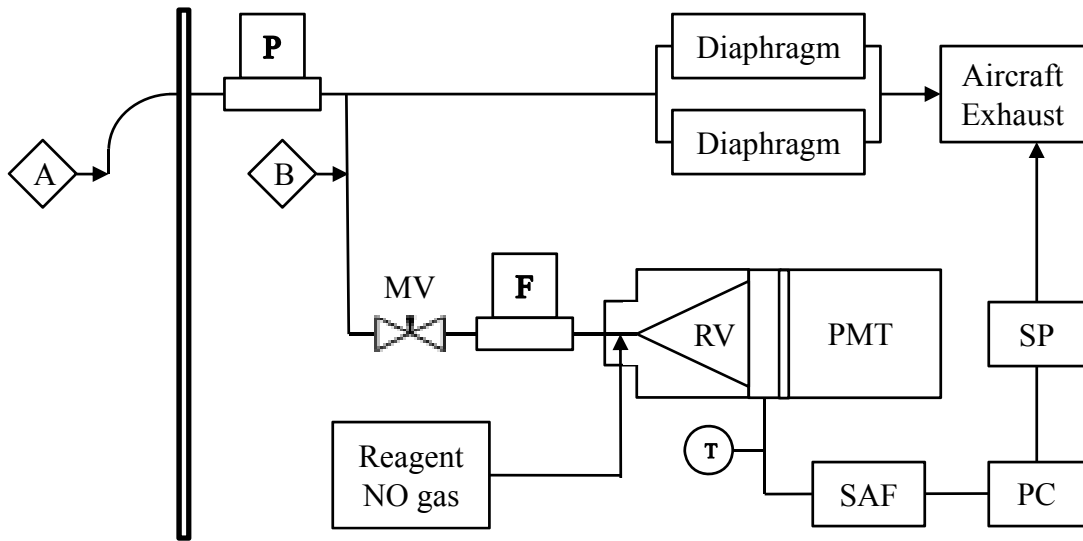 P
Diaphragm
Diaphragm
Aircraft
Exhaust
A
B
MV
F
RV
PMT
SP
Reagent
NO gas
T
SAF
PC